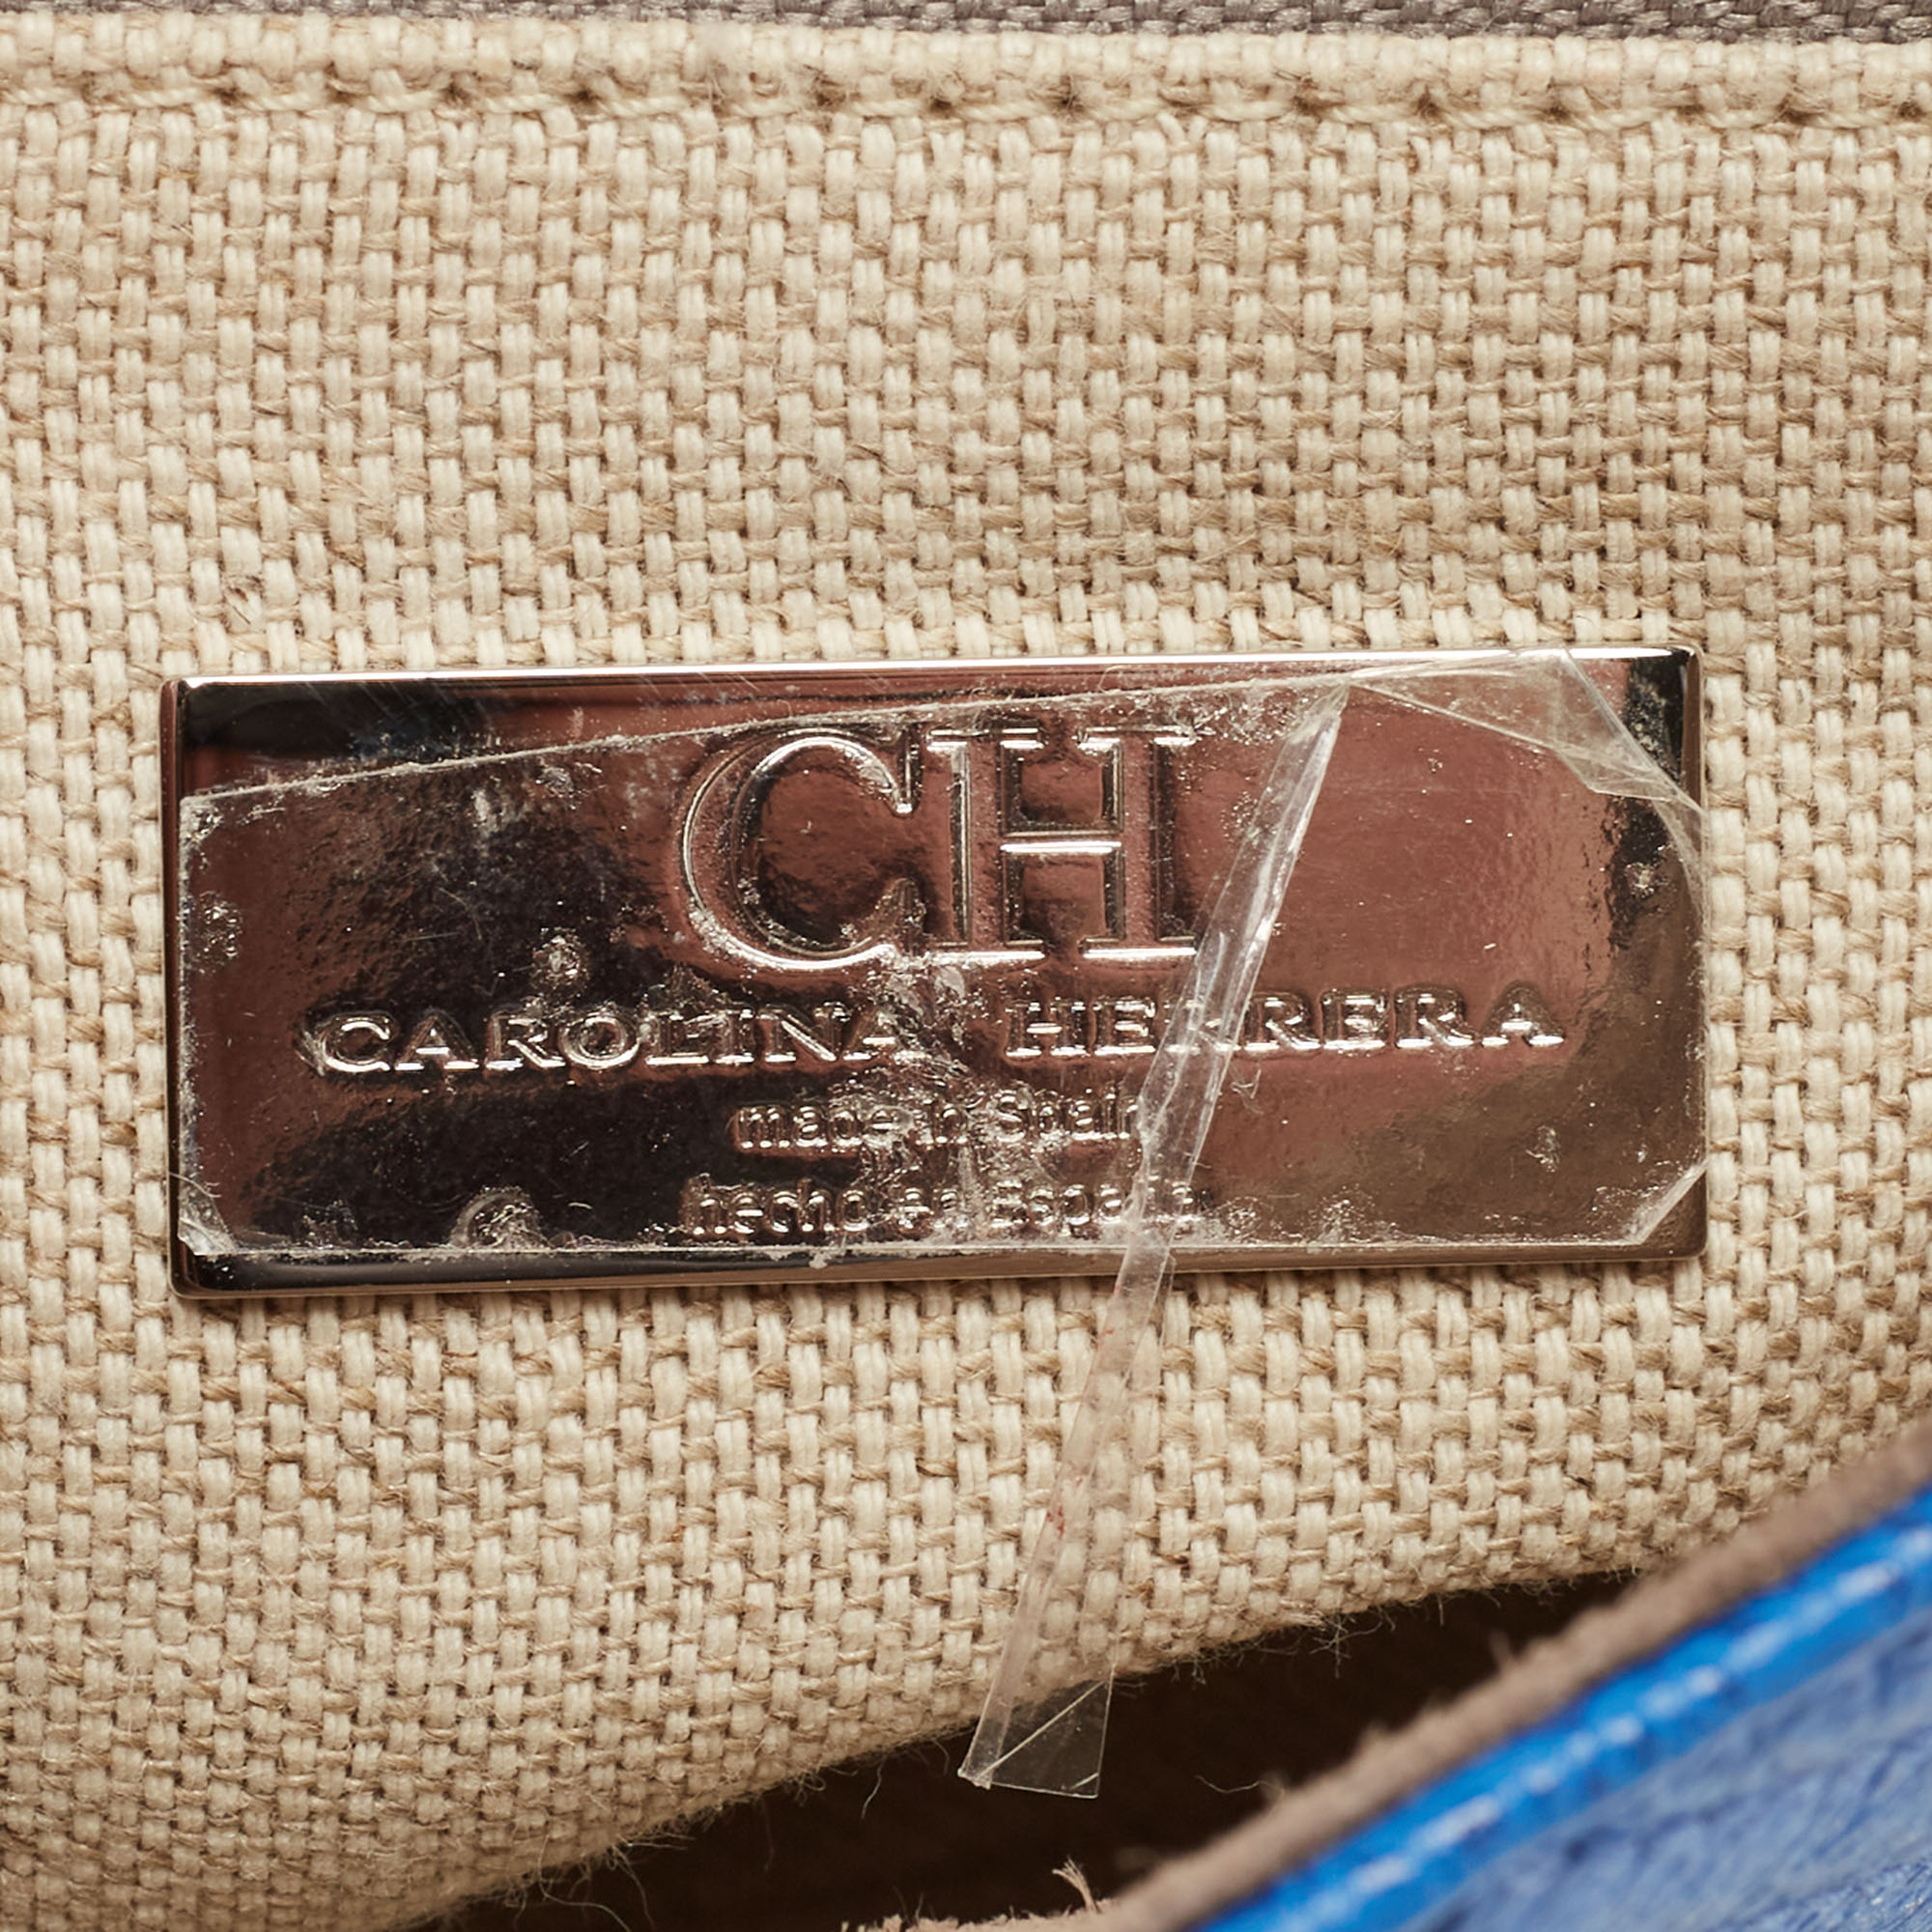 CH
CAROLINA HERRERA
made in Spain
hecho en España